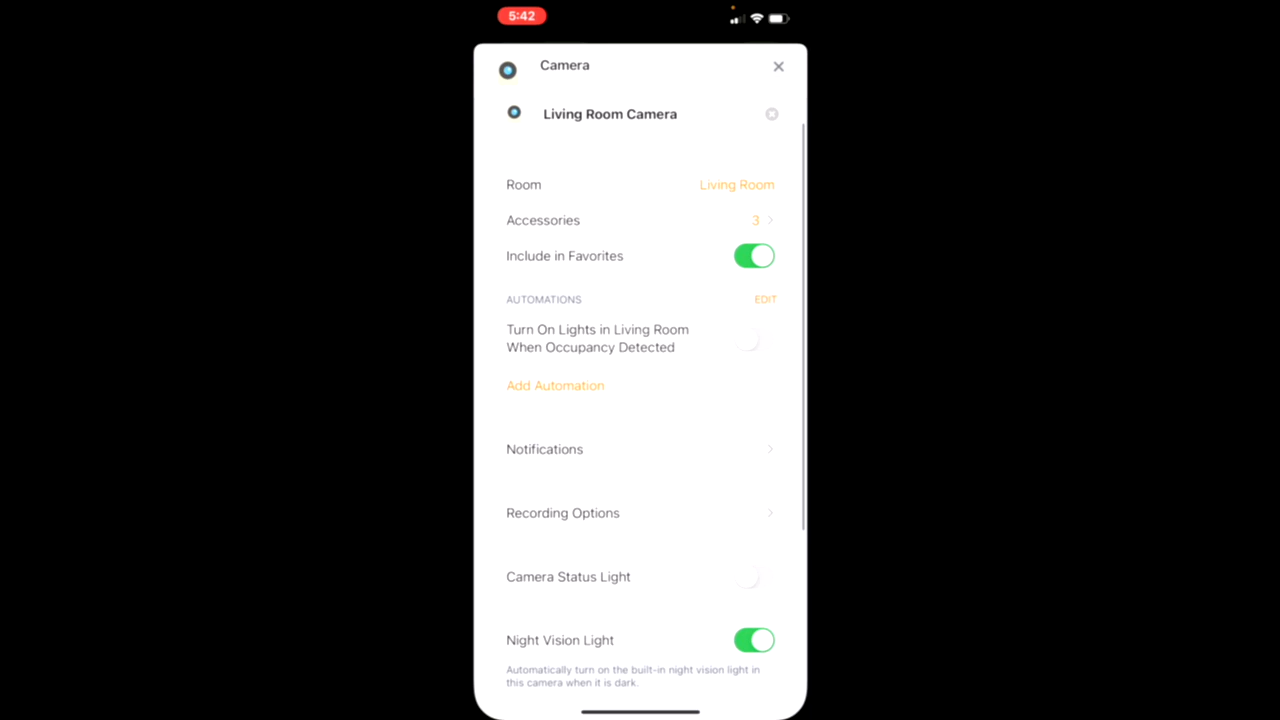 5:42
Camera
Living Room Camera
Room Living Room
Accessories 3
Include in Favorites
AUTOMATIONS EDIT
Turn On Lights in Living Room
When Occupancy Detected
Add Automation
Notifications
Recording Options
Camera Status Light
Night Vision Light
Automatically turn on the built-in night vision light in
this camera when it is dark.